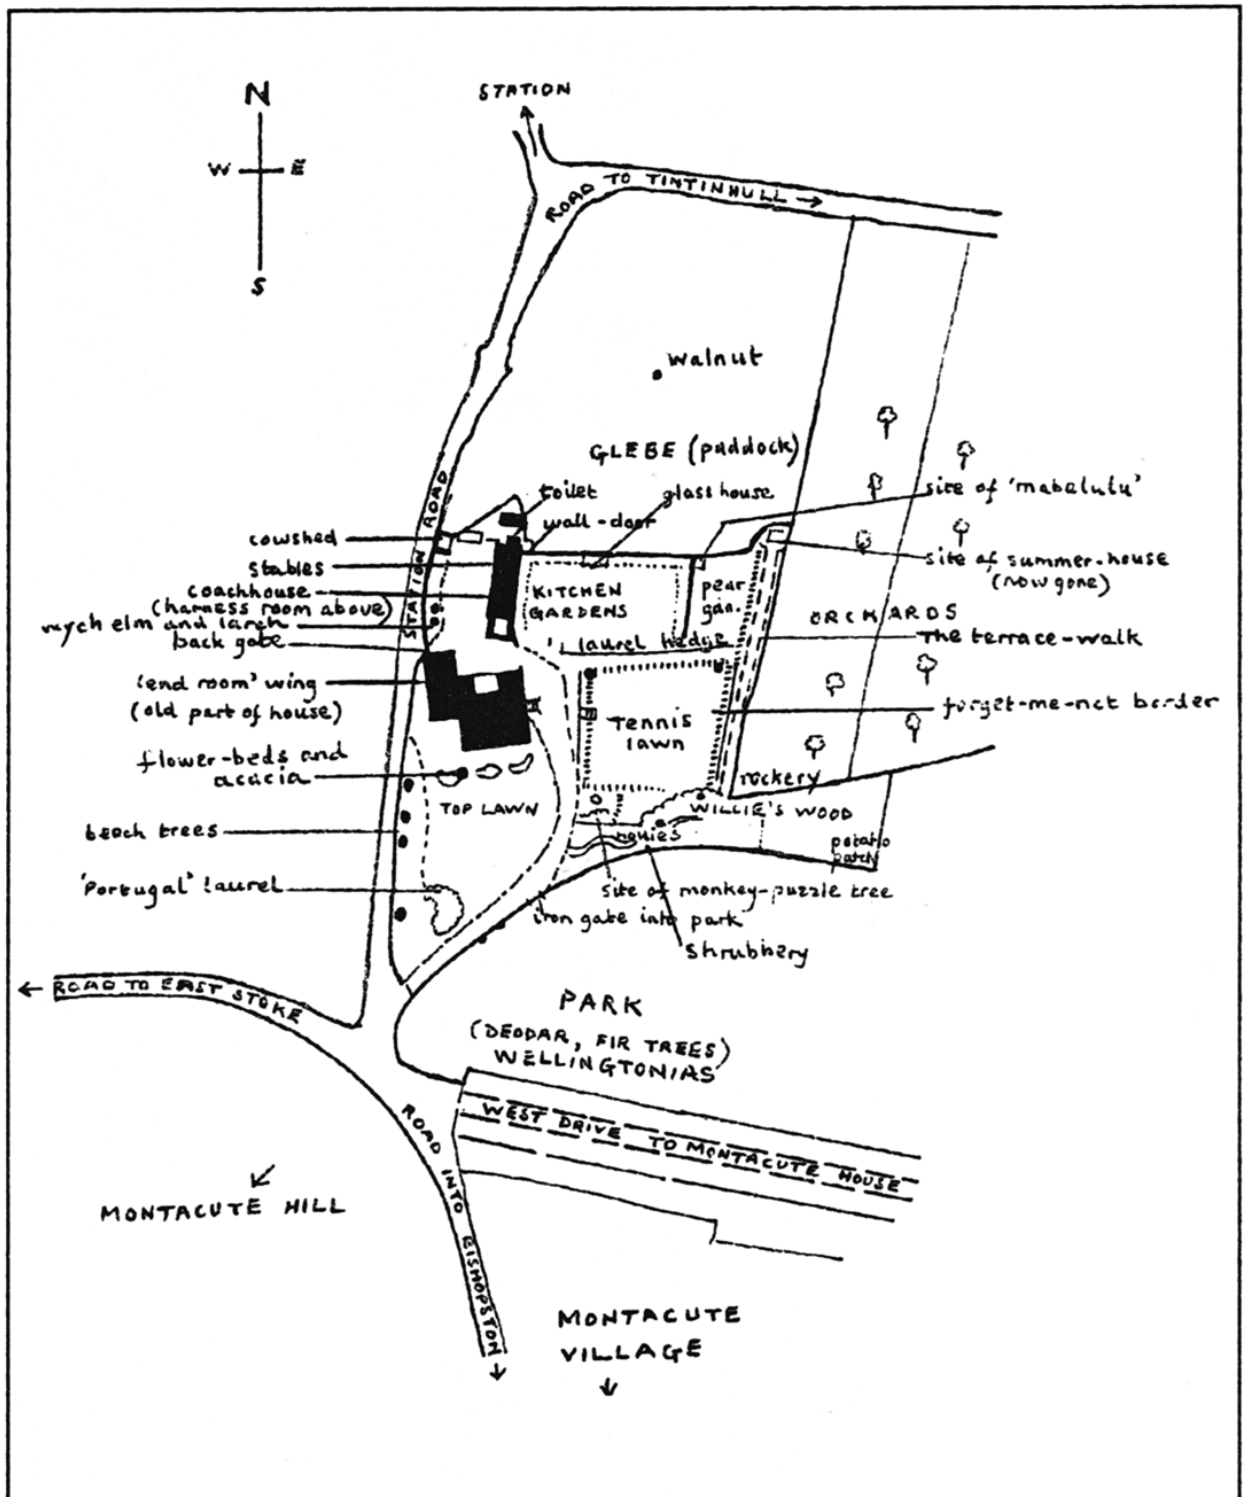 STATION
N
W E
S
ROAD TO TINTINHULL →
walnut
GLEBE (paddock)
toilet
glass house
site of 'mabelulu'
wall-door
cowshed
STATION ROAD
stables
site of summer-house
(now gone)
coachhouse
(harness room above)
KITCHEN
GARDENS
pear
gdn.
ORCHARDS
wych elm and larch
back gate
laurel hedge
The terrace-walk
'end room' wing
(old part of house)
Tennis
lawn
forget-me-not border
flower-beds and
acacia
rockery
TOP LAWN
WILLIE'S WOOD
beech trees
potato
patch
'Portugal' laurel
site of monkey-puzzle tree
iron gate into park
shrubbery
← ROAD TO EAST STOKE
PARK
(DEODAR, FIR TREES)
WELLINGTONIAS
WEST DRIVE TO MONTACUTE HOUSE
ROAD INTO BISHOPSTON
MONTACUTE HILL
MONTACUTE
VILLAGE